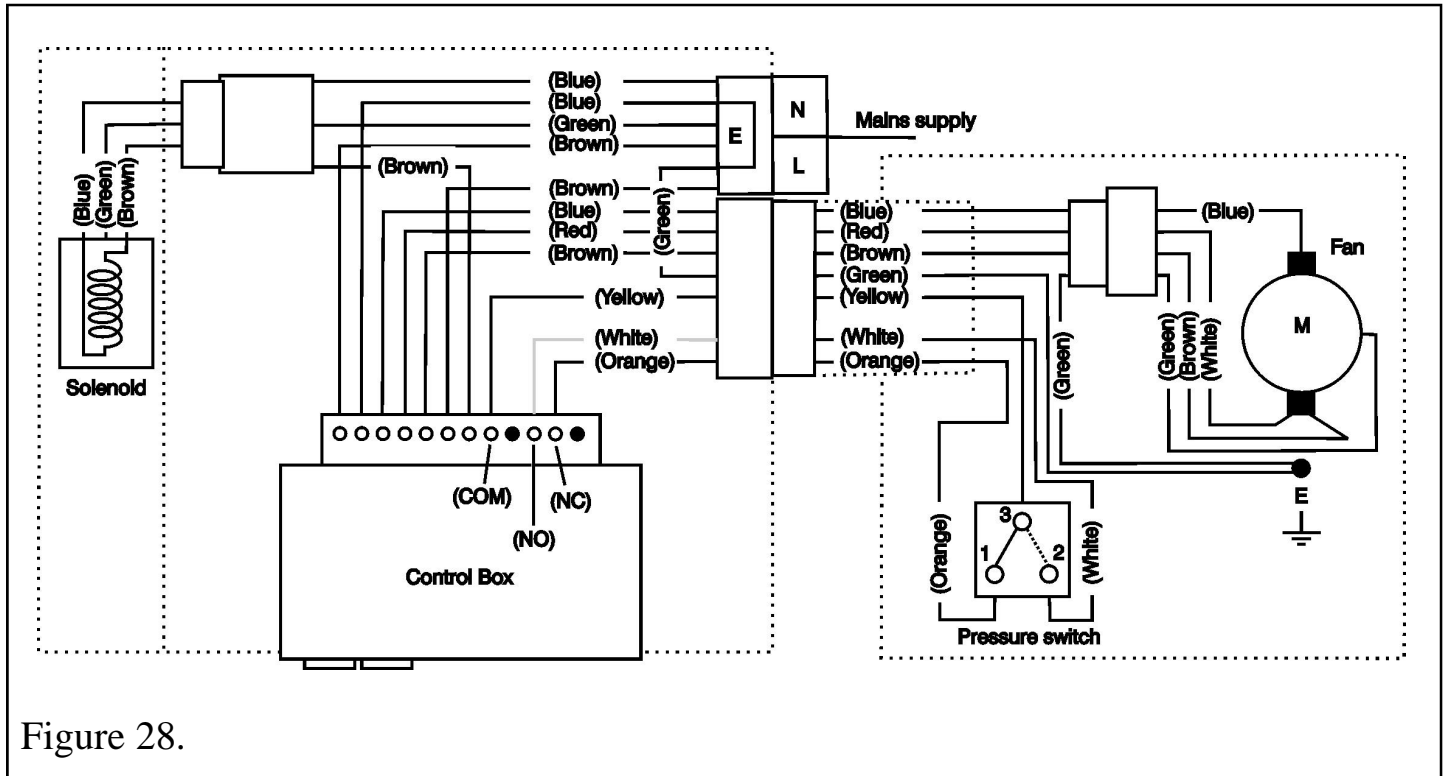 (Blue)
(Blue)
(Green)
(Brown)
(Brown)
(Brown)
(Blue)
(Red)
(Brown)
(Green)
(Yellow)
(White)
(Orange)
N
E
L
Mains supply
(Blue)
(Green)
(Brown)
Solenoid
(Blue)
(Red)
(Brown)
(Green)
(Yellow)
(White)
(Orange)
(Blue)
Fan
M
(Green)
(Green)
(Brown)
(White)
E
(COM)
(NC)
(NO)
Control Box
(Orange)
3
1
2
(White)
Pressure switch
Figure 28.